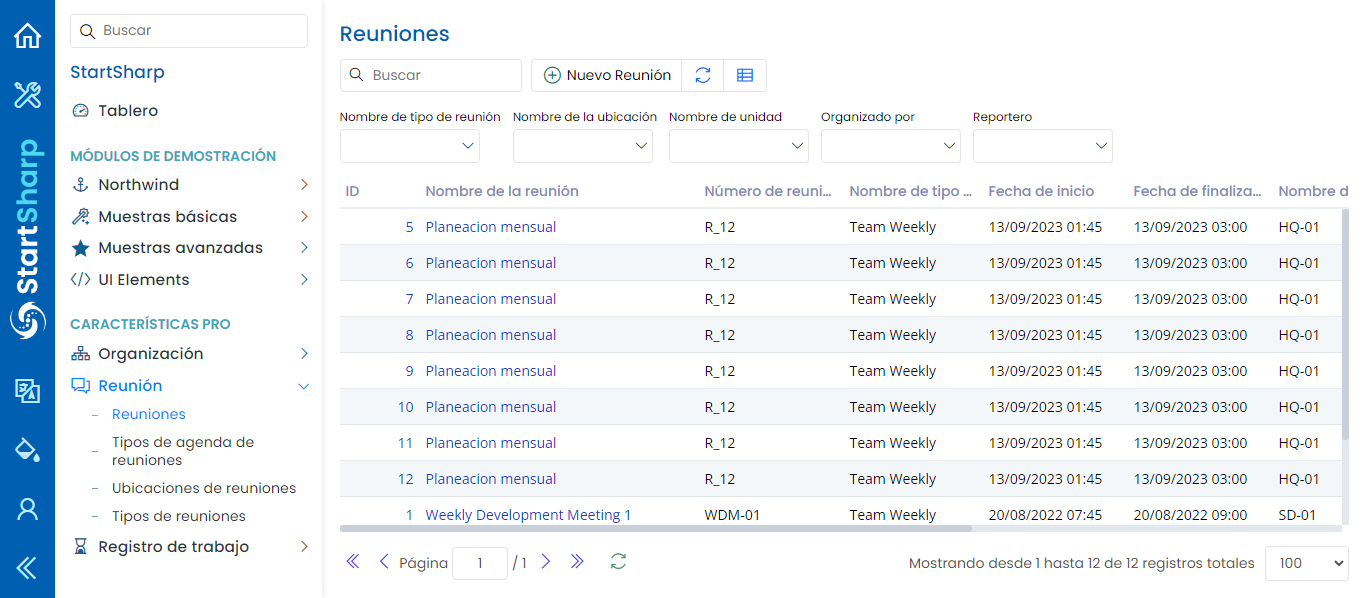 StartSharp
Buscar
StartSharp
Tablero
MÓDULOS DE DEMOSTRACIÓN
Northwind
Muestras básicas
Muestras avanzadas
UI Elements
CARACTERÍSTICAS PRO
Organización
Reunión
Reuniones
Tipos de agenda de
reuniones
Ubicaciones de reuniones
Tipos de reuniones
Registro de trabajo
Reuniones
Buscar Nuevo Reunión
Nombre de tipo de reunión Nombre de la ubicación Nombre de unidad Organizado por Reportero
ID Nombre de la reunión Número de reuni... Nombre de tipo ... Fecha de inicio Fecha de finaliza... Nombre d
5 Planeacion mensual R_12 Team Weekly 13/09/2023 01:45 13/09/2023 03:00 HQ-01
6 Planeacion mensual R_12 Team Weekly 13/09/2023 01:45 13/09/2023 03:00 HQ-01
7 Planeacion mensual R_12 Team Weekly 13/09/2023 01:45 13/09/2023 03:00 HQ-01
8 Planeacion mensual R_12 Team Weekly 13/09/2023 01:45 13/09/2023 03:00 HQ-01
9 Planeacion mensual R_12 Team Weekly 13/09/2023 01:45 13/09/2023 03:00 HQ-01
10 Planeacion mensual R_12 Team Weekly 13/09/2023 01:45 13/09/2023 03:00 HQ-01
11 Planeacion mensual R_12 Team Weekly 13/09/2023 01:45 13/09/2023 03:00 HQ-01
12 Planeacion mensual R_12 Team Weekly 13/09/2023 01:45 13/09/2023 03:00 HQ-01
1 Weekly Development Meeting 1 WDM-01 Team Weekly 20/08/2022 07:45 20/08/2022 09:00 SD-01
Página 1 / 1 Mostrando desde 1 hasta 12 de 12 registros totales 100